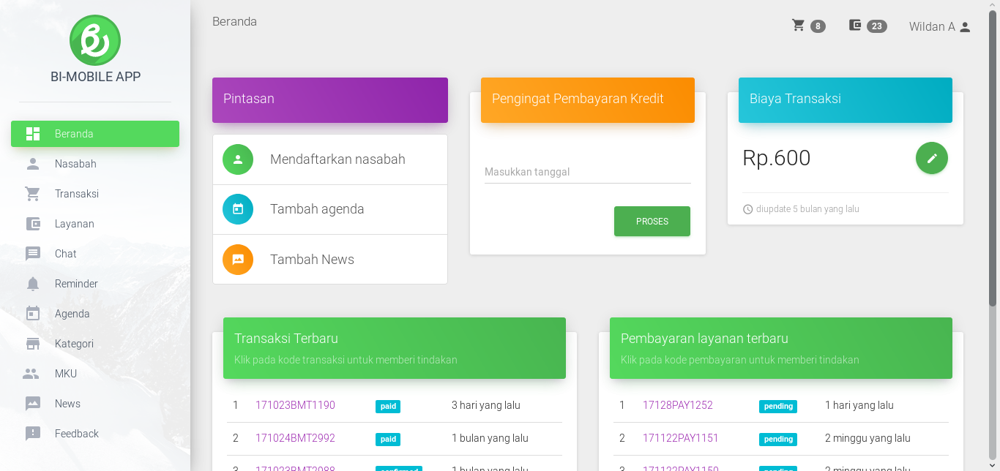 BI-MOBILE APP
Beranda
Nasabah
Transaksi
Layanan
Chat
Reminder
Agenda
Kategori
MKU
News
Feedback
Beranda
8
23
Wildan A
Pintasan
Mendaftarkan nasabah
Tambah agenda
Tambah News
Pengingat Pembayaran Kredit
Masukkan tanggal
PROSES
Biaya Transaksi
Rp.600
diupdate 5 bulan yang lalu
Transaksi Terbaru
Klik pada kode transaksi untuk memberi tindakan
1 171023BMT1190 paid 3 hari yang lalu
2 171024BMT2992 paid 1 bulan yang lalu
3 171023BMT2988 confirmed 1 bulan yang lalu
Pembayaran layanan terbaru
Klik pada kode pembayaran untuk memberi tindakan
1 17128PAY1252 pending 1 hari yang lalu
2 171122PAY1151 pending 2 minggu yang lalu
3 171122PAY1150 pending 2 minggu yang lalu